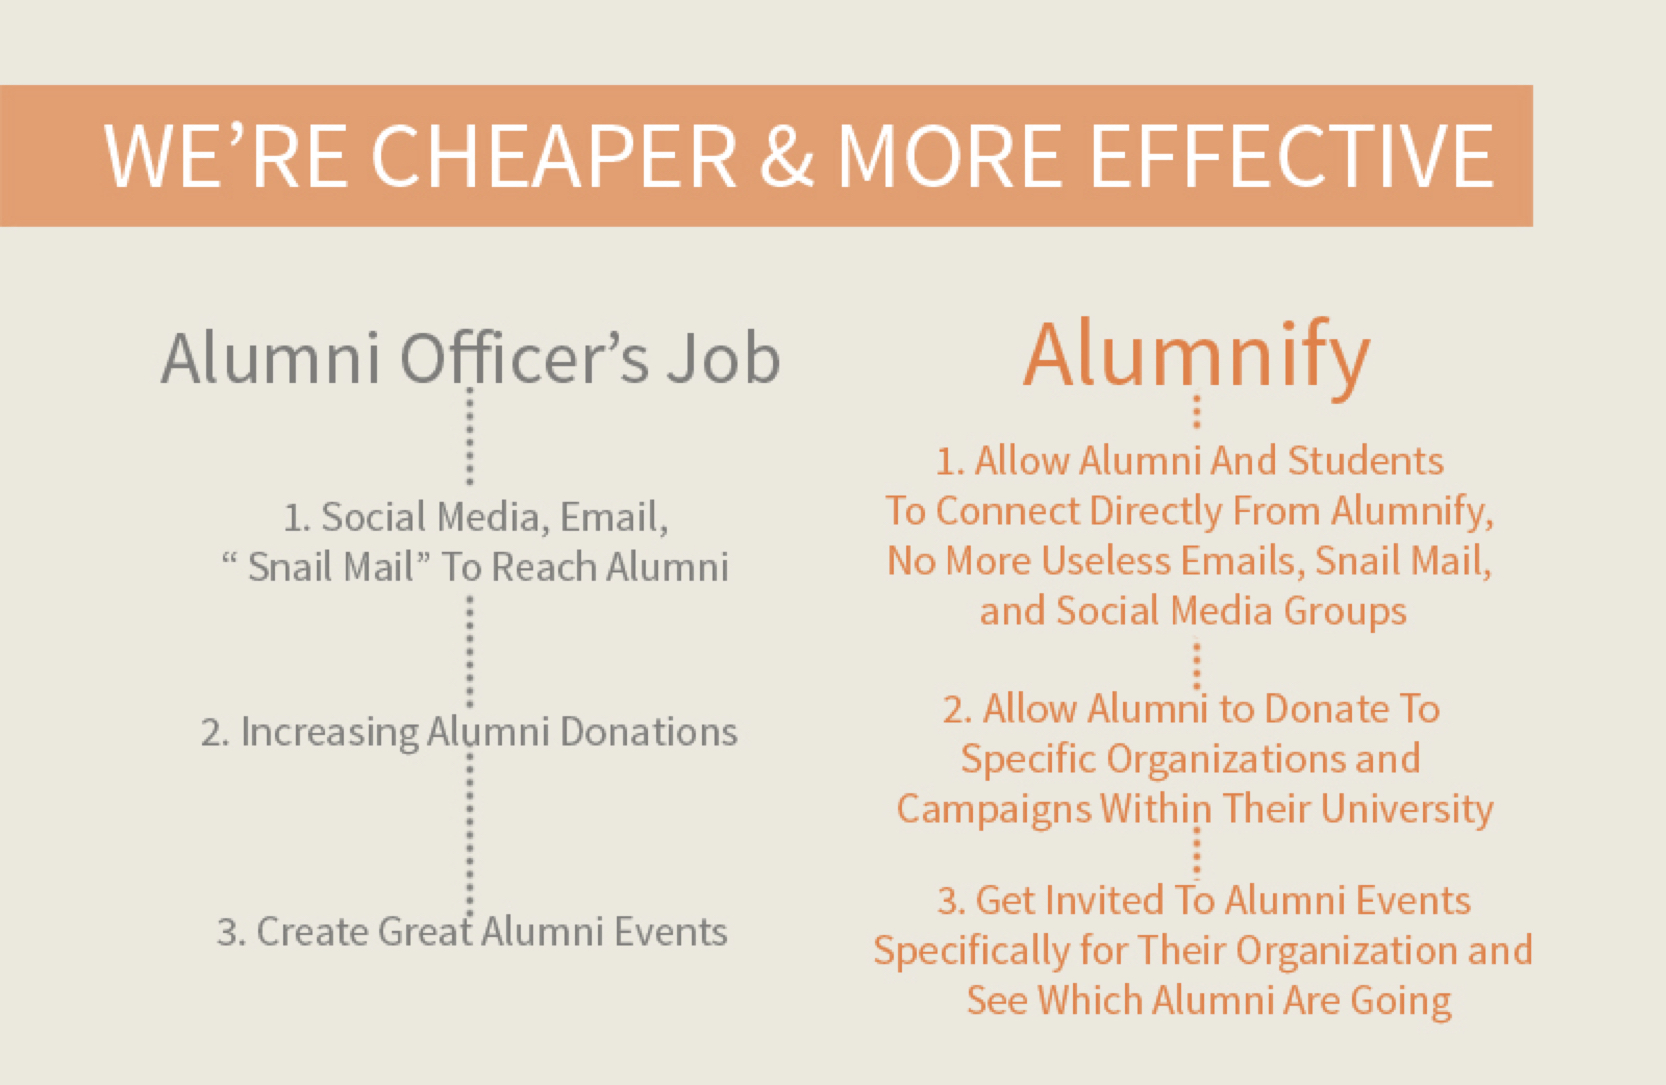 WE’RE CHEAPER & MORE EFFECTIVE
Alumni Officer’s Job
1. Social Media, Email,
“ Snail Mail” To Reach Alumni
2. Increasing Alumni Donations
3. Create Great Alumni Events
Alumnify
1. Allow Alumni And Students
To Connect Directly From Alumnify,
No More Useless Emails, Snail Mail,
and Social Media Groups
2. Allow Alumni to Donate To
Specific Organizations and
Campaigns Within Their University
3. Get Invited To Alumni Events
Specifically for Their Organization and
See Which Alumni Are Going